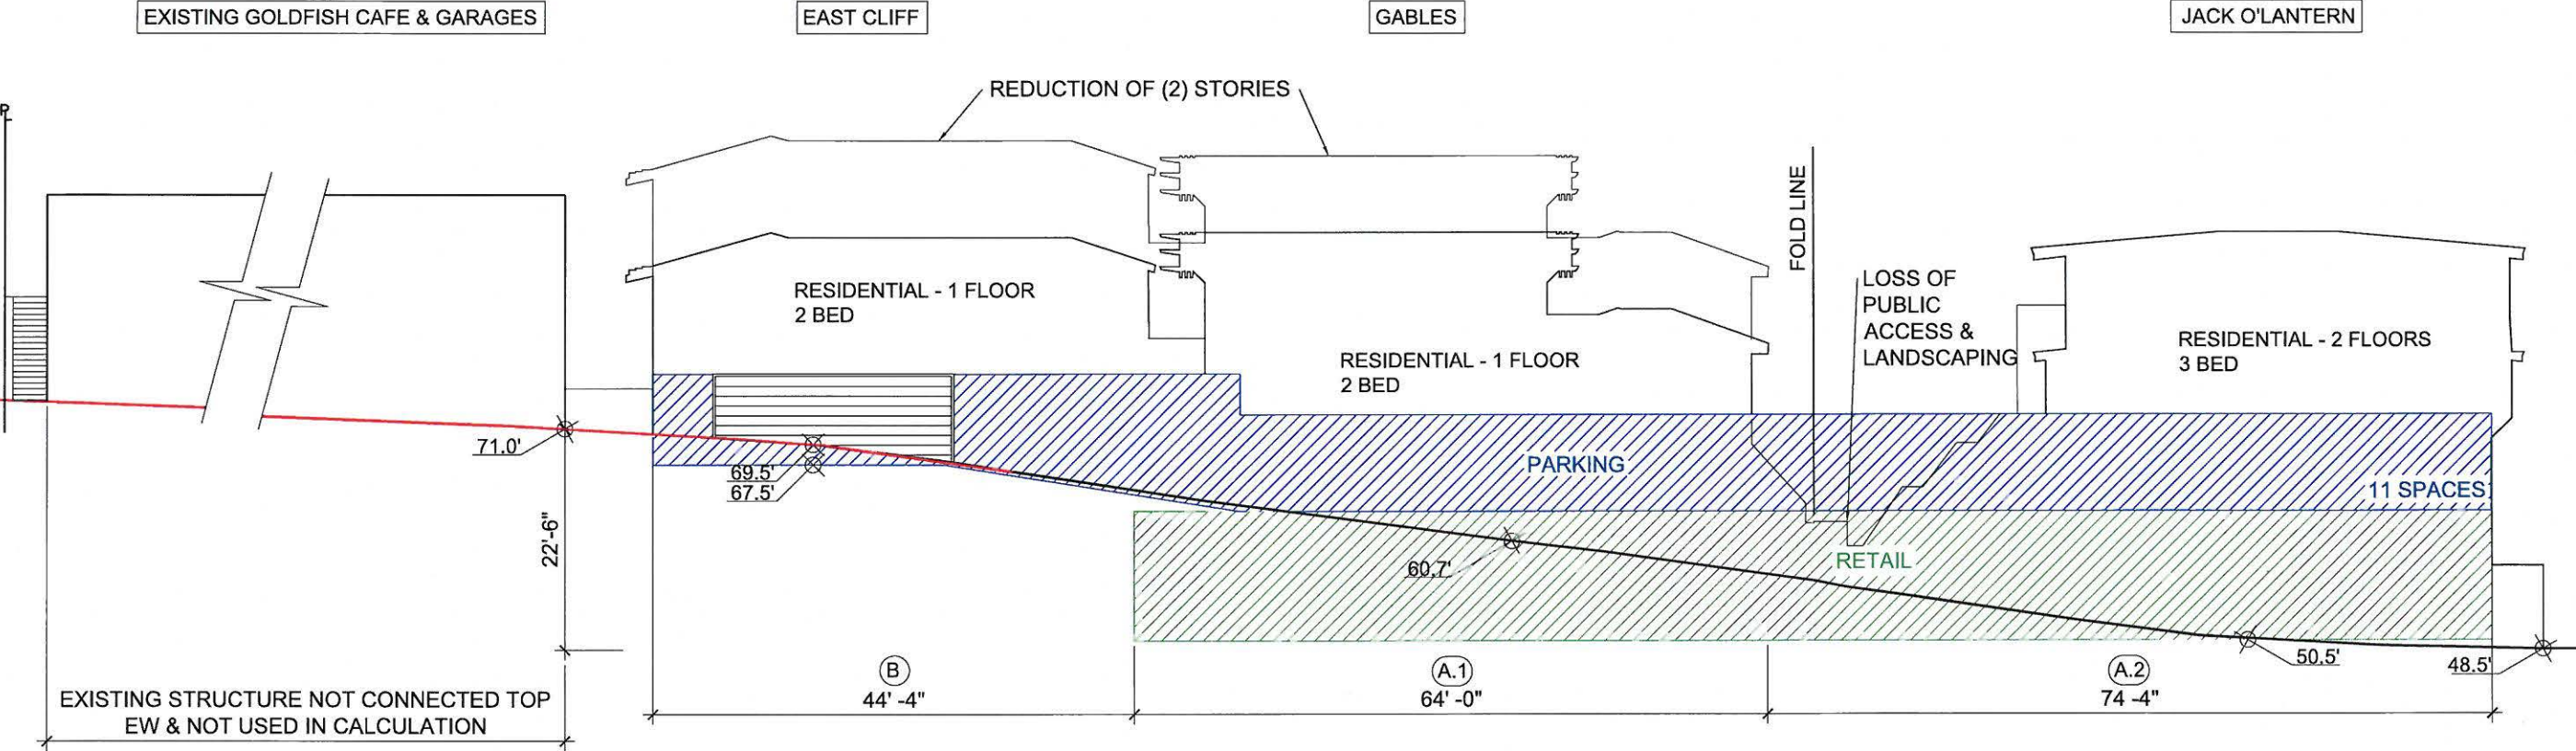 EXISTING GOLDFISH CAFE & GARAGES
EAST CLIFF
GABLES
JACK O'LANTERN
REDUCTION OF (2) STORIES
P
FOLD LINE
LOSS OF
PUBLIC
ACCESS &
LANDSCAPING
RESIDENTIAL - 1 FLOOR
2 BED
RESIDENTIAL - 1 FLOOR
2 BED
RESIDENTIAL - 2 FLOORS
3 BED
71.0'
69.5'
67.5'
PARKING
11 SPACES
22'-6"
60.7'
RETAIL
50.5'
48.5'
EXISTING STRUCTURE NOT CONNECTED TOP
EW & NOT USED IN CALCULATION
B
44' -4"
A.1
64' -0"
A.2
74 -4"